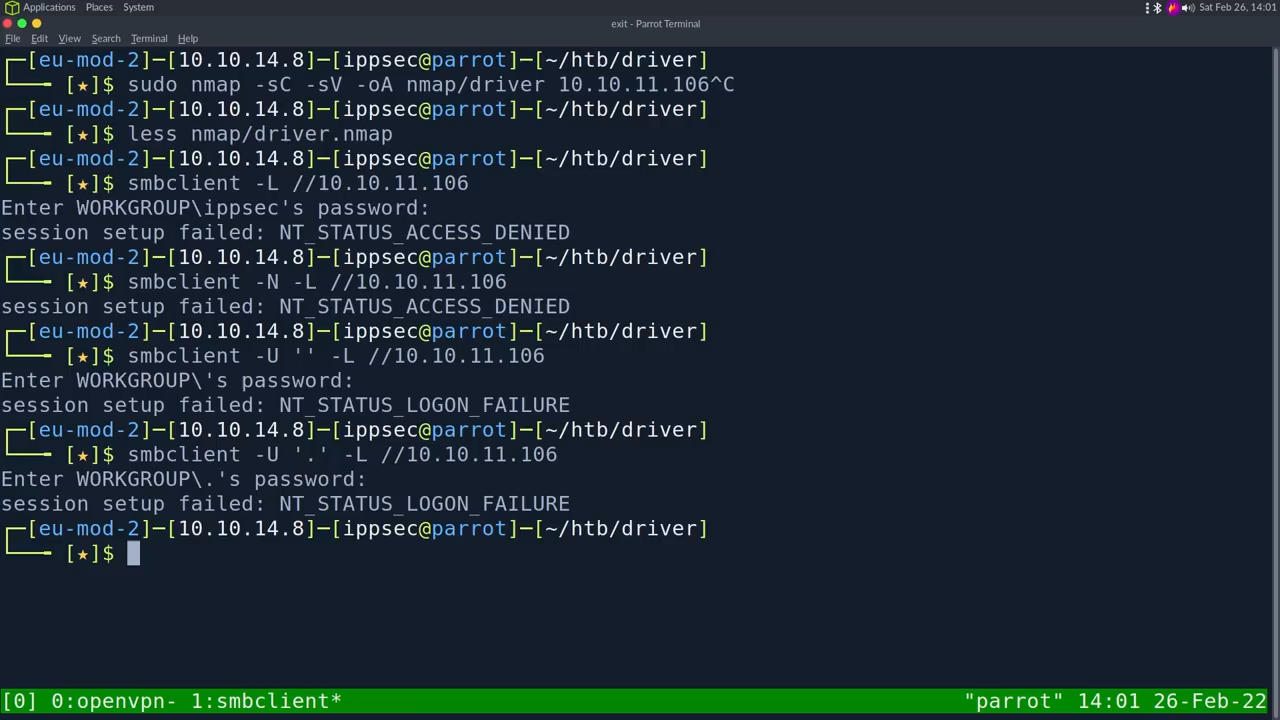 Applications Places System Sat Feb 26, 14:01
exit - Parrot Terminal
File Edit View Search Terminal Help
┌─[eu-mod-2]─[10.10.14.8]─[ippsec@parrot]─[~/htb/driver]
└──╼ [★]$ sudo nmap -sC -sV -oA nmap/driver 10.10.11.106^C
┌─[eu-mod-2]─[10.10.14.8]─[ippsec@parrot]─[~/htb/driver]
└──╼ [★]$ less nmap/driver.nmap
┌─[eu-mod-2]─[10.10.14.8]─[ippsec@parrot]─[~/htb/driver]
└──╼ [★]$ smbclient -L //10.10.11.106
Enter WORKGROUP\ippsec's password:
session setup failed: NT_STATUS_ACCESS_DENIED
┌─[eu-mod-2]─[10.10.14.8]─[ippsec@parrot]─[~/htb/driver]
└──╼ [★]$ smbclient -N -L //10.10.11.106
session setup failed: NT_STATUS_ACCESS_DENIED
┌─[eu-mod-2]─[10.10.14.8]─[ippsec@parrot]─[~/htb/driver]
└──╼ [★]$ smbclient -U '' -L //10.10.11.106
Enter WORKGROUP\'s password:
session setup failed: NT_STATUS_LOGON_FAILURE
┌─[eu-mod-2]─[10.10.14.8]─[ippsec@parrot]─[~/htb/driver]
└──╼ [★]$ smbclient -U '.' -L //10.10.11.106
Enter WORKGROUP\.'s password:
session setup failed: NT_STATUS_LOGON_FAILURE
┌─[eu-mod-2]─[10.10.14.8]─[ippsec@parrot]─[~/htb/driver]
└──╼ [★]$
[0] 0:openvpn- 1:smbclient* "parrot" 14:01 26-Feb-22